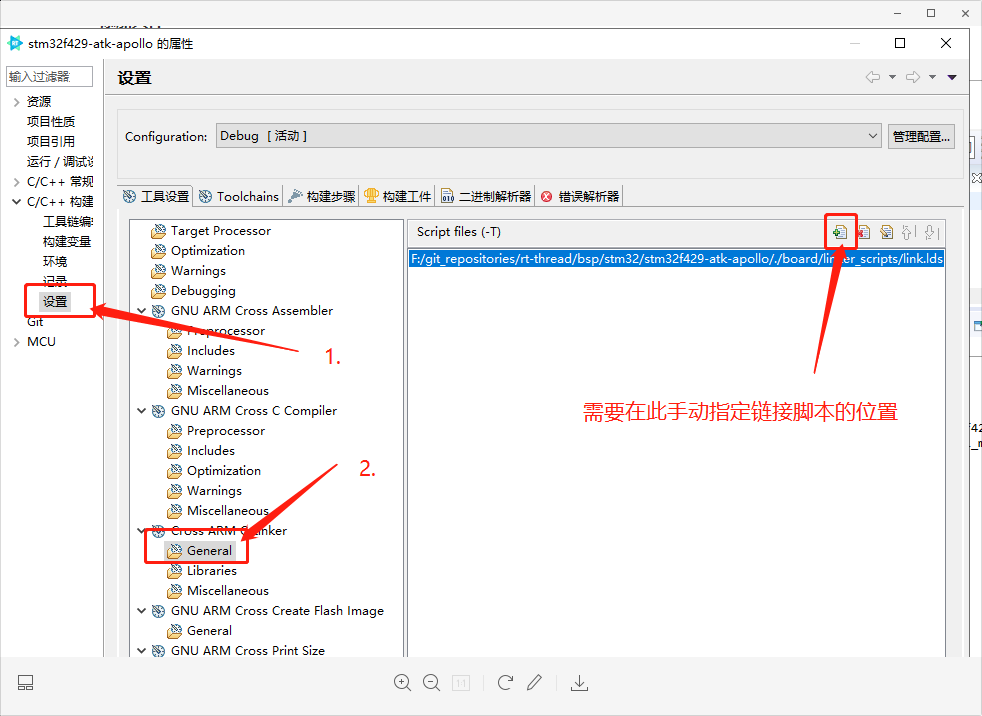 stm32f429-atk-apollo 的属性
输入过滤器
设置
资源
项目性质
项目引用
运行 / 调试设
C/C++ 常规
C/C++ 构建
工具链编
构建变量
环境
记录
设置
Git
MCU
Configuration:
Debug [ 活动 ]
管理配置...
工具设置 Toolchains 构建步骤 构建工件 二进制解析器 错误解析器
Target Processor
Optimization
Warnings
Debugging
GNU ARM Cross Assembler
Preprocessor
Includes
Warnings
Miscellaneous
GNU ARM Cross C Compiler
Preprocessor
Includes
Optimization
Warnings
Miscellaneous
Cross ARM C Linker
General
Libraries
Miscellaneous
GNU ARM Cross Create Flash Image
General
GNU ARM Cross Print Size
Script files (-T)
F:/git_repositories/rt-thread/bsp/stm32/stm32f429-atk-apollo/./board/linker_scripts/link.lds
1.
2.
需要在此手动指定链接脚本的位置
1:1